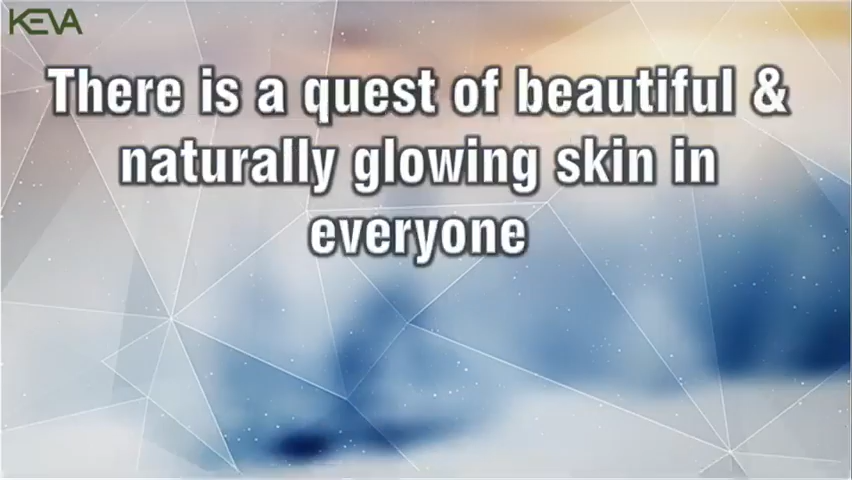 KEVA
There is a quest of beautiful &
naturally glowing skin in
everyone